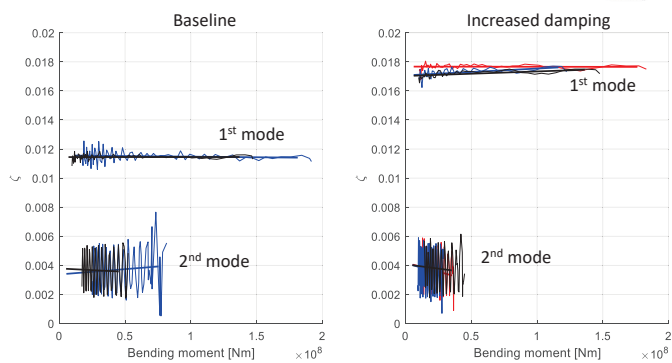 Baseline
0.02
0.018
0.016
0.014
0.012
0.01
0.008
0.006
0.004
0.002
0
ζ
1st mode
2nd mode
0 0.5 1 1.5 2
Bending moment [Nm] × 10^8
Increased damping
0.02
0.018
0.016
0.014
0.012
0.01
0.008
0.006
0.004
0.002
0
ζ
1st mode
2nd mode
0 0.5 1 1.5 2
Bending moment [Nm] × 10^8